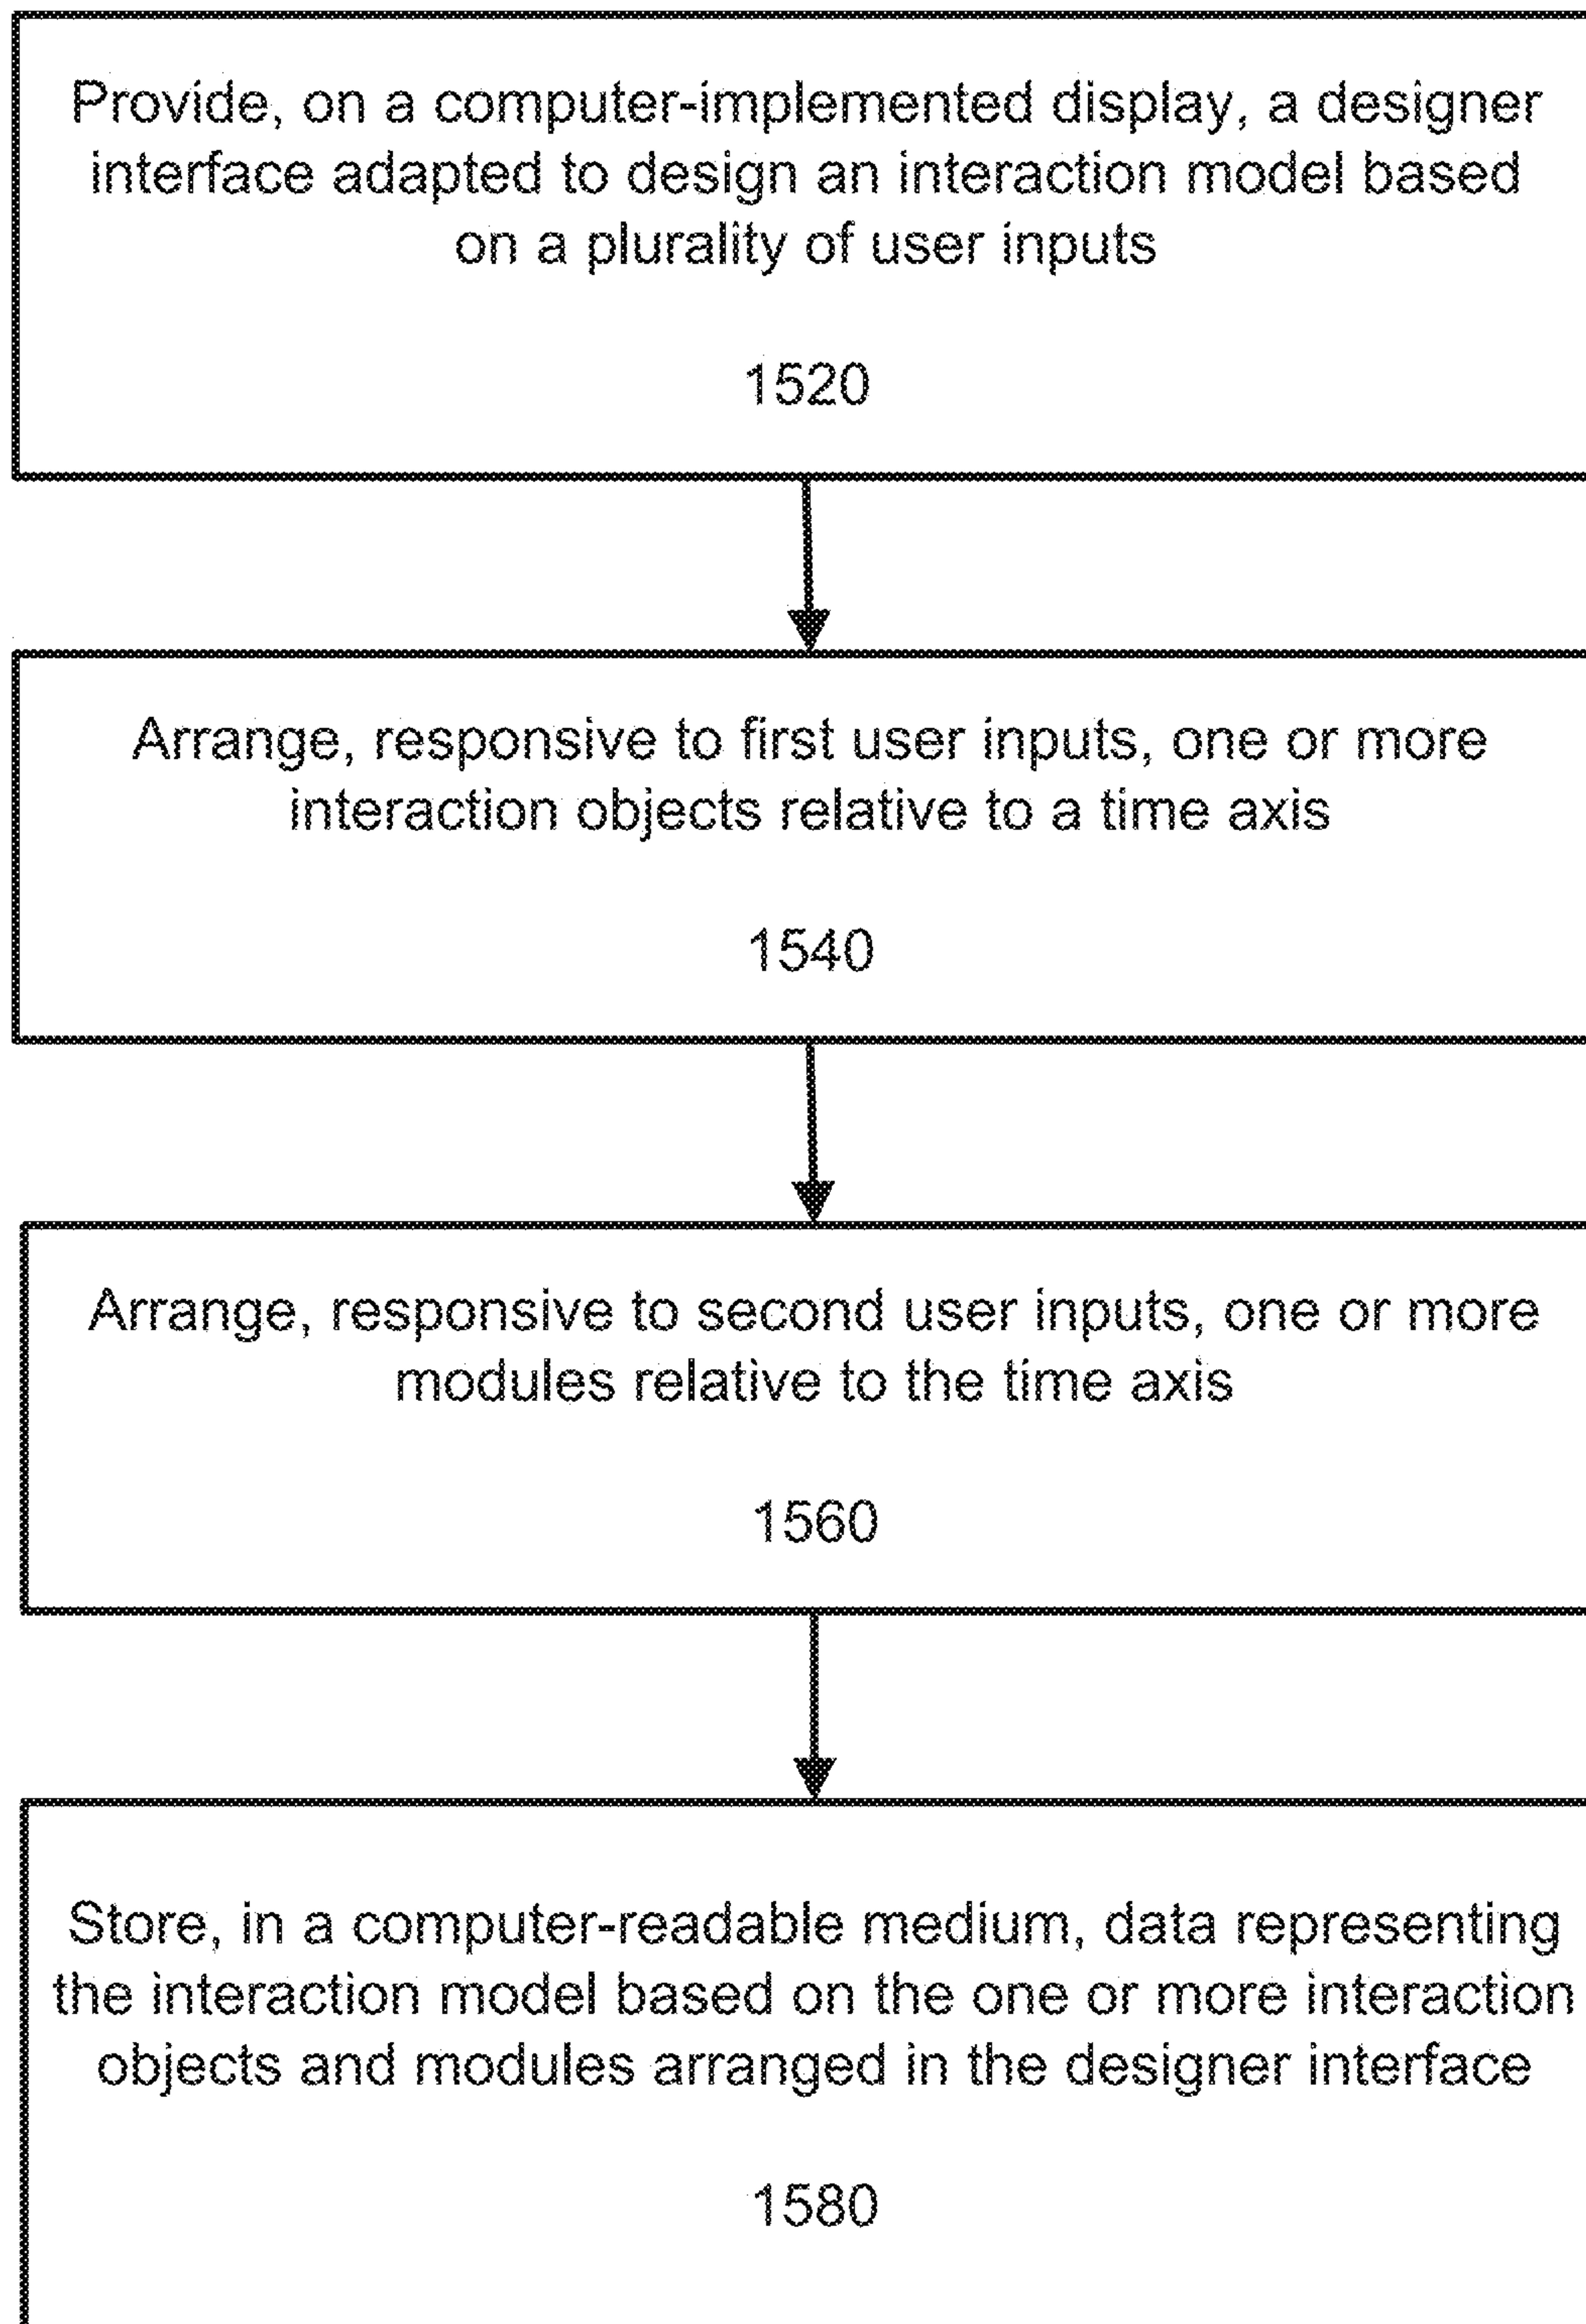 Provide, on a computer-implemented display, a designer
interface adapted to design an interaction model based
on a plurality of user inputs
1520
Arrange, responsive to first user inputs, one or more
interaction objects relative to a time axis
1540
Arrange, responsive to second user inputs, one or more
modules relative to the time axis
1560
Store, in a computer-readable medium, data representing
the interaction model based on the one or more interaction
objects and modules arranged in the designer interface
1580